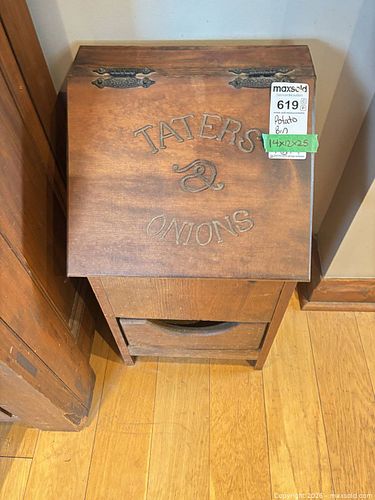 TATERS
&
ONIONS
maxsold
619
Potato
Bin
14x12x25
Copyright 2026 - maxsold.com